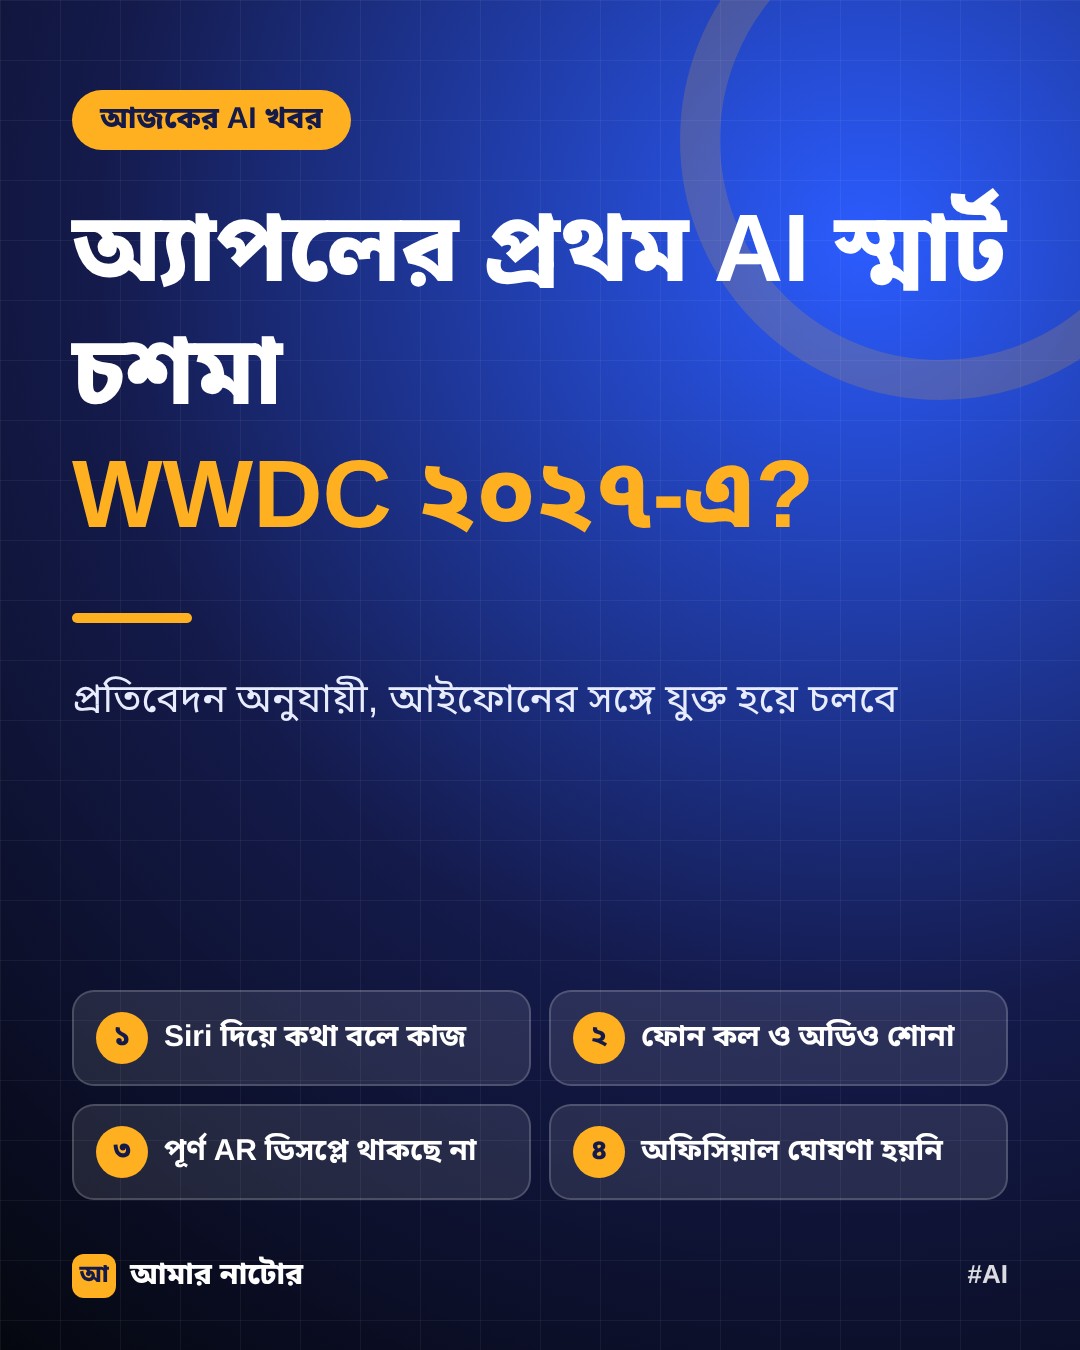 আজকের AI খবর
অ্যাপলের প্রথম AI স্মার্ট
চশমা
WWDC ২০২৭-এ?
প্রতিবেদন অনুযায়ী, আইফোনের সঙ্গে যুক্ত হয়ে চলবে
১ Siri দিয়ে কথা বলে কাজ
২ ফোন কল ও অডিও শোনা
৩ পূর্ণ AR ডিসপ্লে থাকছে না
৪ অফিসিয়াল ঘোষণা হয়নি
আ আমার নাটোর
#AI